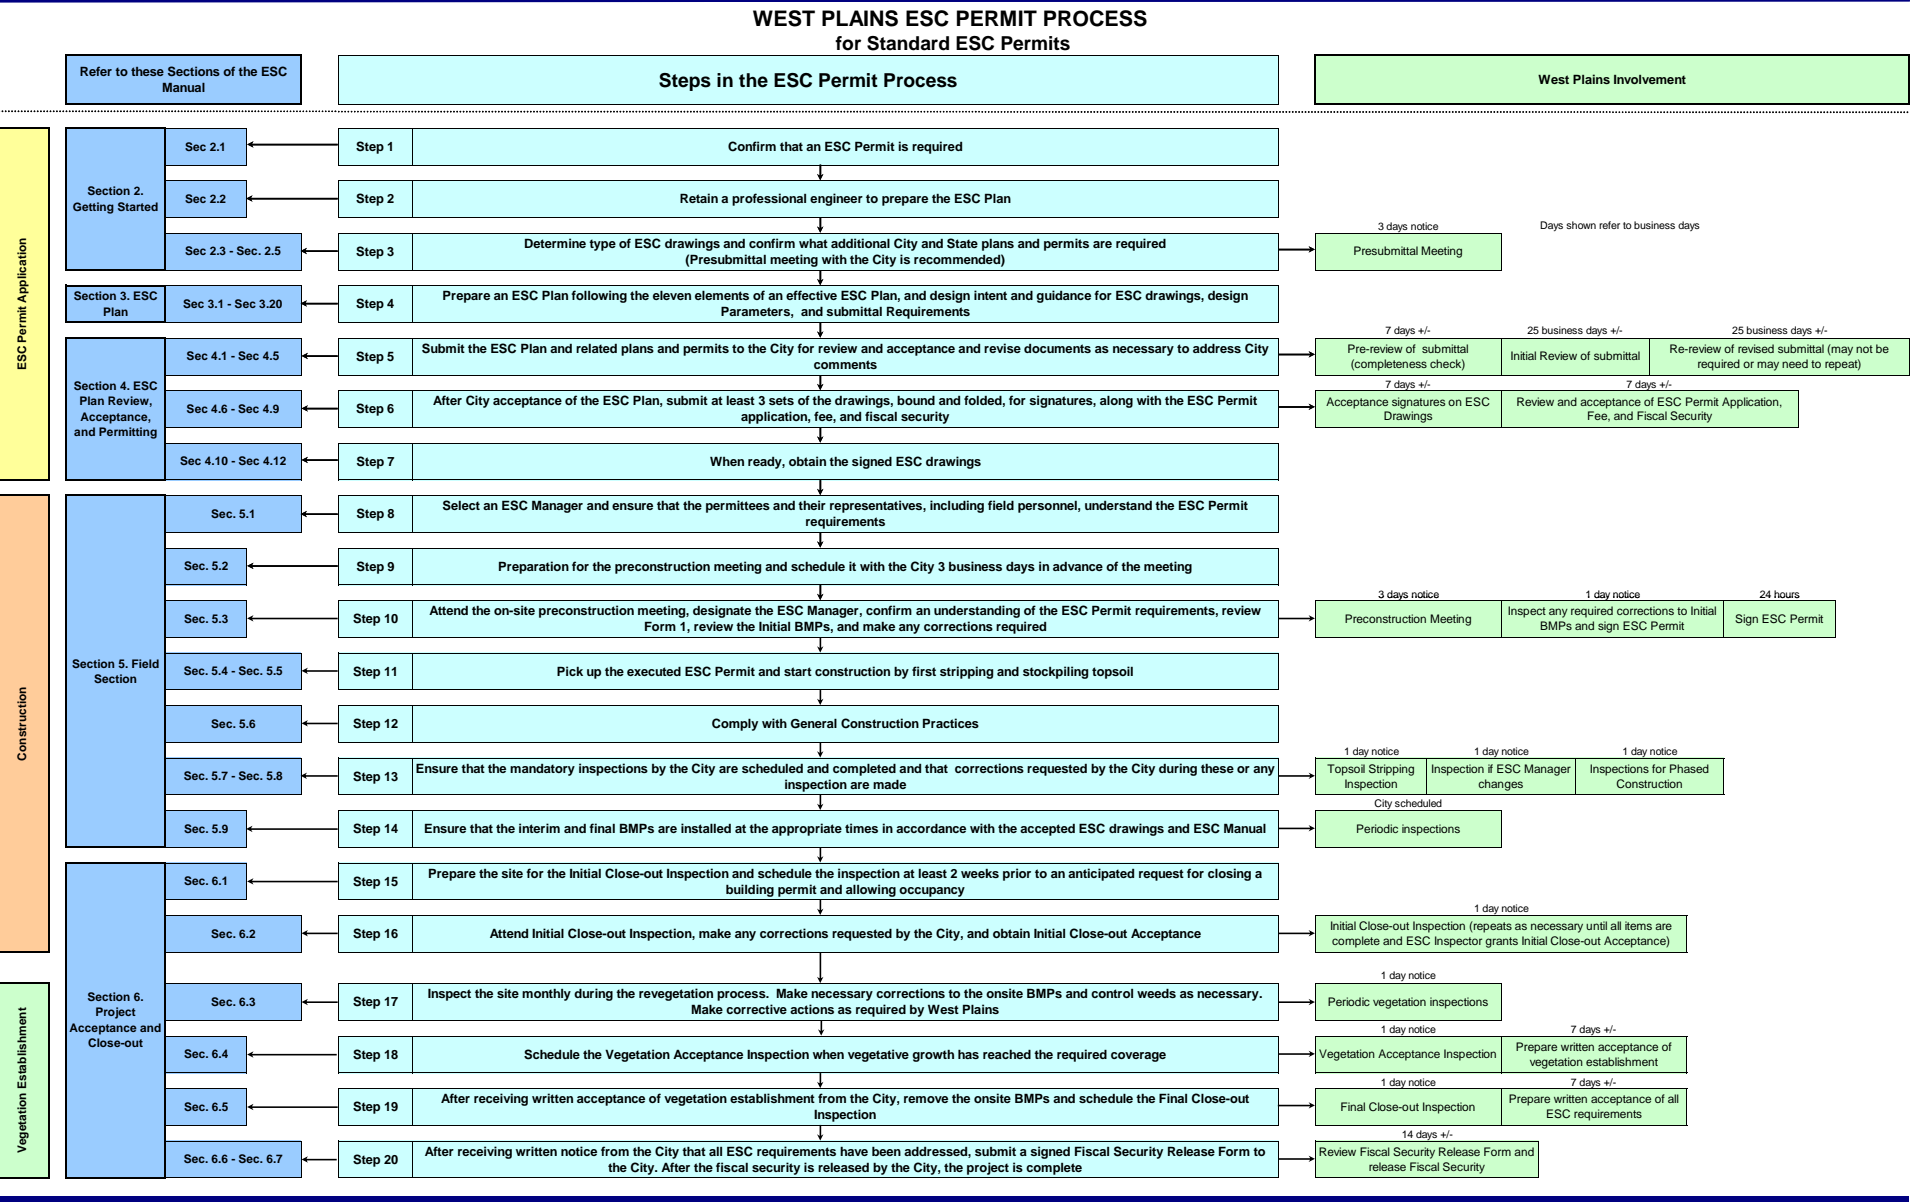 WEST PLAINS ESC PERMIT PROCESS
for Standard ESC Permits
Refer to these Sections of the ESC
Manual
Steps in the ESC Permit Process
West Plains Involvement
ESC Permit Application
Section 2.
Getting Started
Sec 2.1
Step 1
Confirm that an ESC Permit is required
Sec 2.2
Step 2
Retain a professional engineer to prepare the ESC Plan
Sec 2.3 - Sec. 2.5
Step 3
Determine type of ESC drawings and confirm what additional City and State plans and permits are required
(Presubmittal meeting with the City is recommended)
3 days notice
Days shown refer to business days
Presubmittal Meeting
Section 3. ESC
Plan
Sec 3.1 - Sec 3.20
Step 4
Prepare an ESC Plan following the eleven elements of an effective ESC Plan, and design intent and guidance for ESC drawings, design
Parameters, and submittal Requirements
Section 4. ESC
Plan Review,
Acceptance,
and Permitting
Sec 4.1 - Sec 4.5
Step 5
Submit the ESC Plan and related plans and permits to the City for review and acceptance and revise documents as necessary to address City
comments
7 days +/-
25 business days +/-
25 business days +/-
Pre-review of submittal
(completeness check)
Initial Review of submittal
Re-review of revised submittal (may not be
required or may need to repeat)
Sec 4.6 - Sec 4.9
Step 6
After City acceptance of the ESC Plan, submit at least 3 sets of the drawings, bound and folded, for signatures, along with the ESC Permit
application, fee, and fiscal security
7 days +/-
7 days +/-
Acceptance signatures on ESC
Drawings
Review and acceptance of ESC Permit Application,
Fee, and Fiscal Security
Sec 4.10 - Sec 4.12
Step 7
When ready, obtain the signed ESC drawings
Construction
Section 5. Field
Section
Sec. 5.1
Step 8
Select an ESC Manager and ensure that the permittees and their representatives, including field personnel, understand the ESC Permit
requirements
Sec. 5.2
Step 9
Preparation for the preconstruction meeting and schedule it with the City 3 business days in advance of the meeting
Sec. 5.3
Step 10
Attend the on-site preconstruction meeting, designate the ESC Manager, confirm an understanding of the ESC Permit requirements, review
Form 1, review the Initial BMPs, and make any corrections required
3 days notice
1 day notice
24 hours
Preconstruction Meeting
Inspect any required corrections to Initial
BMPs and sign ESC Permit
Sign ESC Permit
Sec. 5.4 - Sec. 5.5
Step 11
Pick up the executed ESC Permit and start construction by first stripping and stockpiling topsoil
Sec. 5.6
Step 12
Comply with General Construction Practices
Sec. 5.7 - Sec. 5.8
Step 13
Ensure that the mandatory inspections by the City are scheduled and completed and that corrections requested by the City during these or any
inspection are made
1 day notice
1 day notice
1 day notice
Topsoil Stripping
Inspection
Inspection if ESC Manager
changes
Inspections for Phased
Construction
Sec. 5.9
Step 14
Ensure that the interim and final BMPs are installed at the appropriate times in accordance with the accepted ESC drawings and ESC Manual
City scheduled
Periodic inspections
Section 6.
Project
Acceptance and
Close-out
Sec. 6.1
Step 15
Prepare the site for the Initial Close-out Inspection and schedule the inspection at least 2 weeks prior to an anticipated request for closing a
building permit and allowing occupancy
Sec. 6.2
Step 16
Attend Initial Close-out Inspection, make any corrections requested by the City, and obtain Initial Close-out Acceptance
1 day notice
Initial Close-out Inspection (repeats as necessary until all items are
complete and ESC Inspector grants Initial Close-out Acceptance)
Vegetation Establishment
Sec. 6.3
Step 17
Inspect the site monthly during the revegetation process. Make necessary corrections to the onsite BMPs and control weeds as necessary.
Make corrective actions as required by West Plains
1 day notice
Periodic vegetation inspections
Sec. 6.4
Step 18
Schedule the Vegetation Acceptance Inspection when vegetative growth has reached the required coverage
1 day notice
7 days +/-
Vegetation Acceptance Inspection
Prepare written acceptance of
vegetation establishment
Sec. 6.5
Step 19
After receiving written acceptance of vegetation establishment from the City, remove the onsite BMPs and schedule the Final Close-out
Inspection
1 day notice
7 days +/-
Final Close-out Inspection
Prepare written acceptance of all
ESC requirements
Sec. 6.6 - Sec. 6.7
Step 20
After receiving written notice from the City that all ESC requirements have been addressed, submit a signed Fiscal Security Release Form to
the City. After the fiscal security is released by the City, the project is complete
14 days +/-
Review Fiscal Security Release Form and
release Fiscal Security